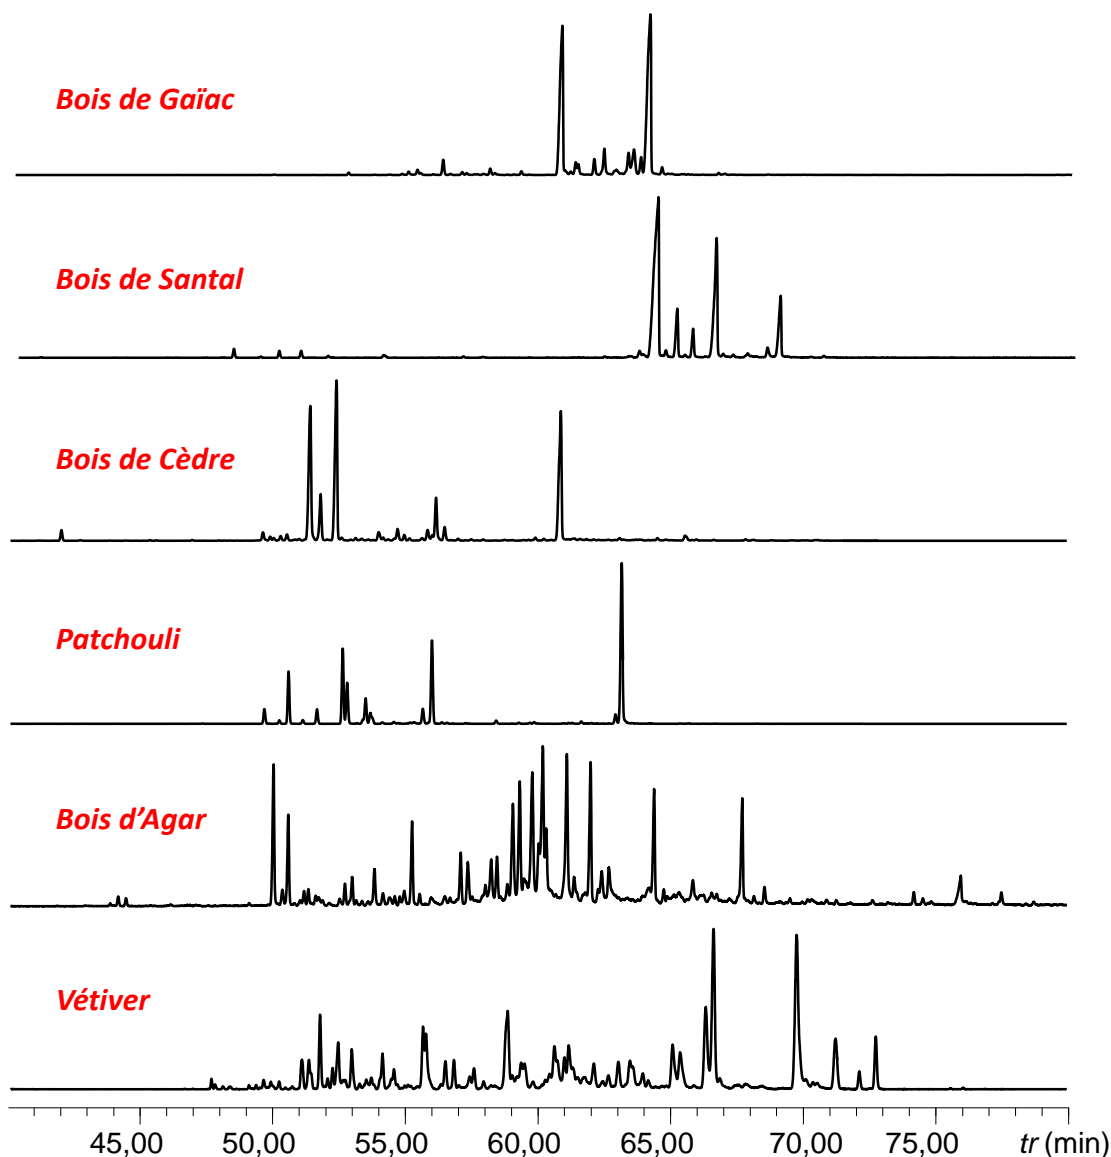 Bois de Gaïac
Bois de Santal
Bois de Cèdre
Patchouli
Bois d’Agar
Vétiver
45,00 50,00 55,00 60,00 65,00 70,00 75,00 tr (min)